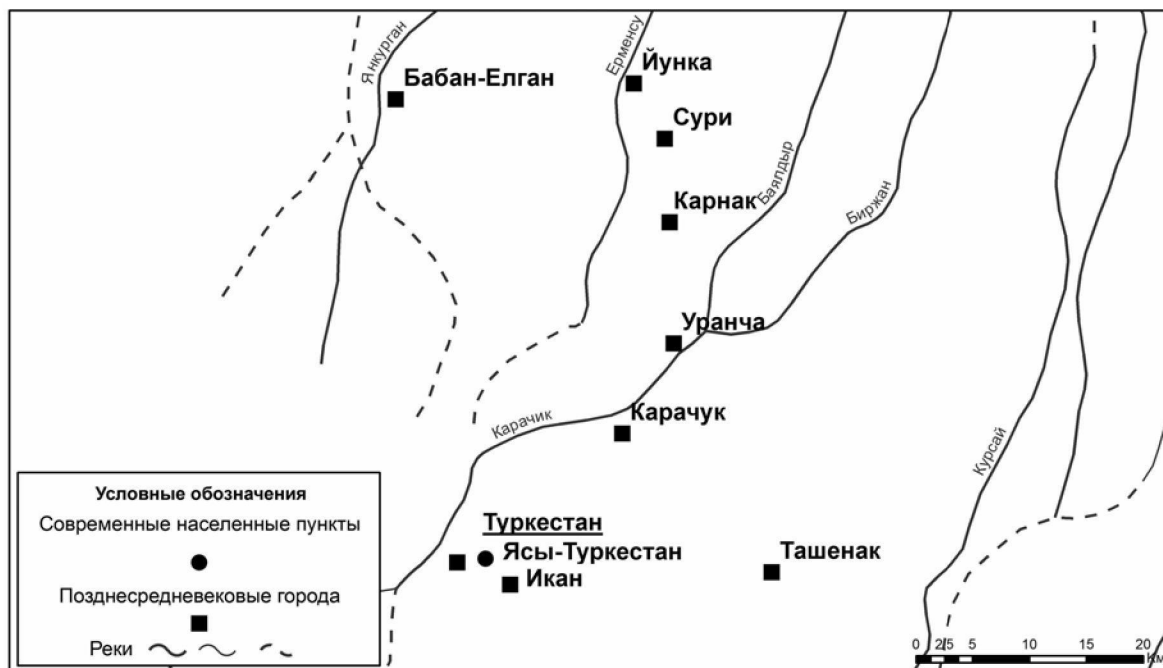 Янкурган
Бабан-Елган
Ерменсу
Йунка
Сури
Карнак
Баялдыр
Биржан
Уранча
Карачик
Карачук
Курсай
Туркестан
Ясы-Туркестан
Икан
Ташенак
Условные обозначения
Современные населенные пункты
Позднесредневековые города
Реки
0 2,5 5 10 15 20
Км